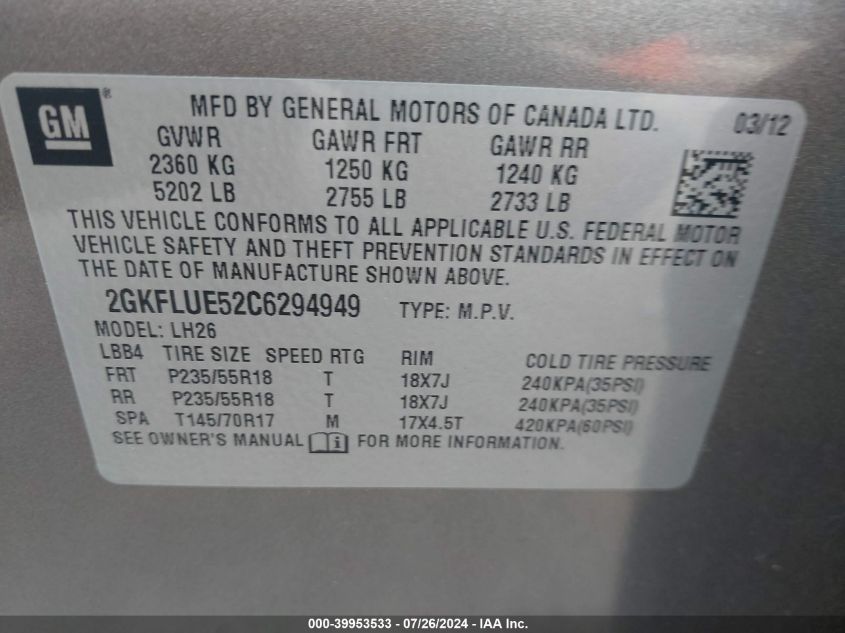 GM ®
MFD BY GENERAL MOTORS OF CANADA LTD. 03/12
GVWR GAWR FRT GAWR RR
2360 KG 1250 KG 1240 KG
5202 LB 2755 LB 2733 LB
THIS VEHICLE CONFORMS TO ALL APPLICABLE U.S. FEDERAL MOTOR
VEHICLE SAFETY AND THEFT PREVENTION STANDARDS IN EFFECT ON
THE DATE OF MANUFACTURE SHOWN ABOVE.
2GKFLUE52C6294949 TYPE: M.P.V.
MODEL: LH26
LBB4 TIRE SIZE SPEED RTG RIM COLD TIRE PRESSURE
FRT P235/55R18 T 18X7J 240KPA(35PSI)
RR P235/55R18 T 18X7J 240KPA(35PSI)
SPA T145/70R17 M 17X4.5T 420KPA(60PSI)
SEE OWNER'S MANUAL FOR MORE INFORMATION.
000-39953533 - 07/26/2024 - IAA Inc.